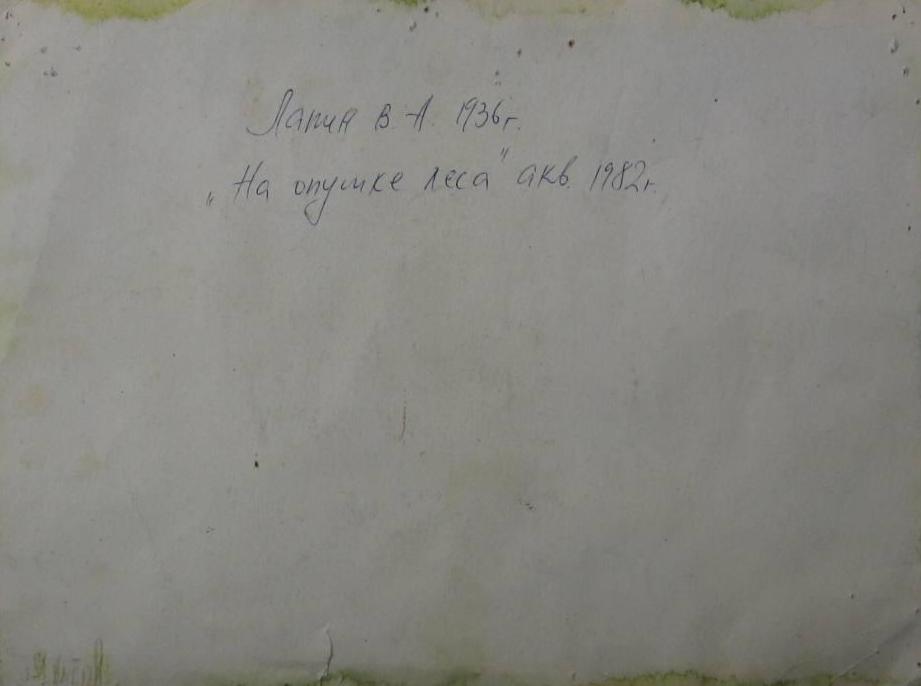 Лапин В. А. 1936г.
„На опушке леса" акв. 1982г.